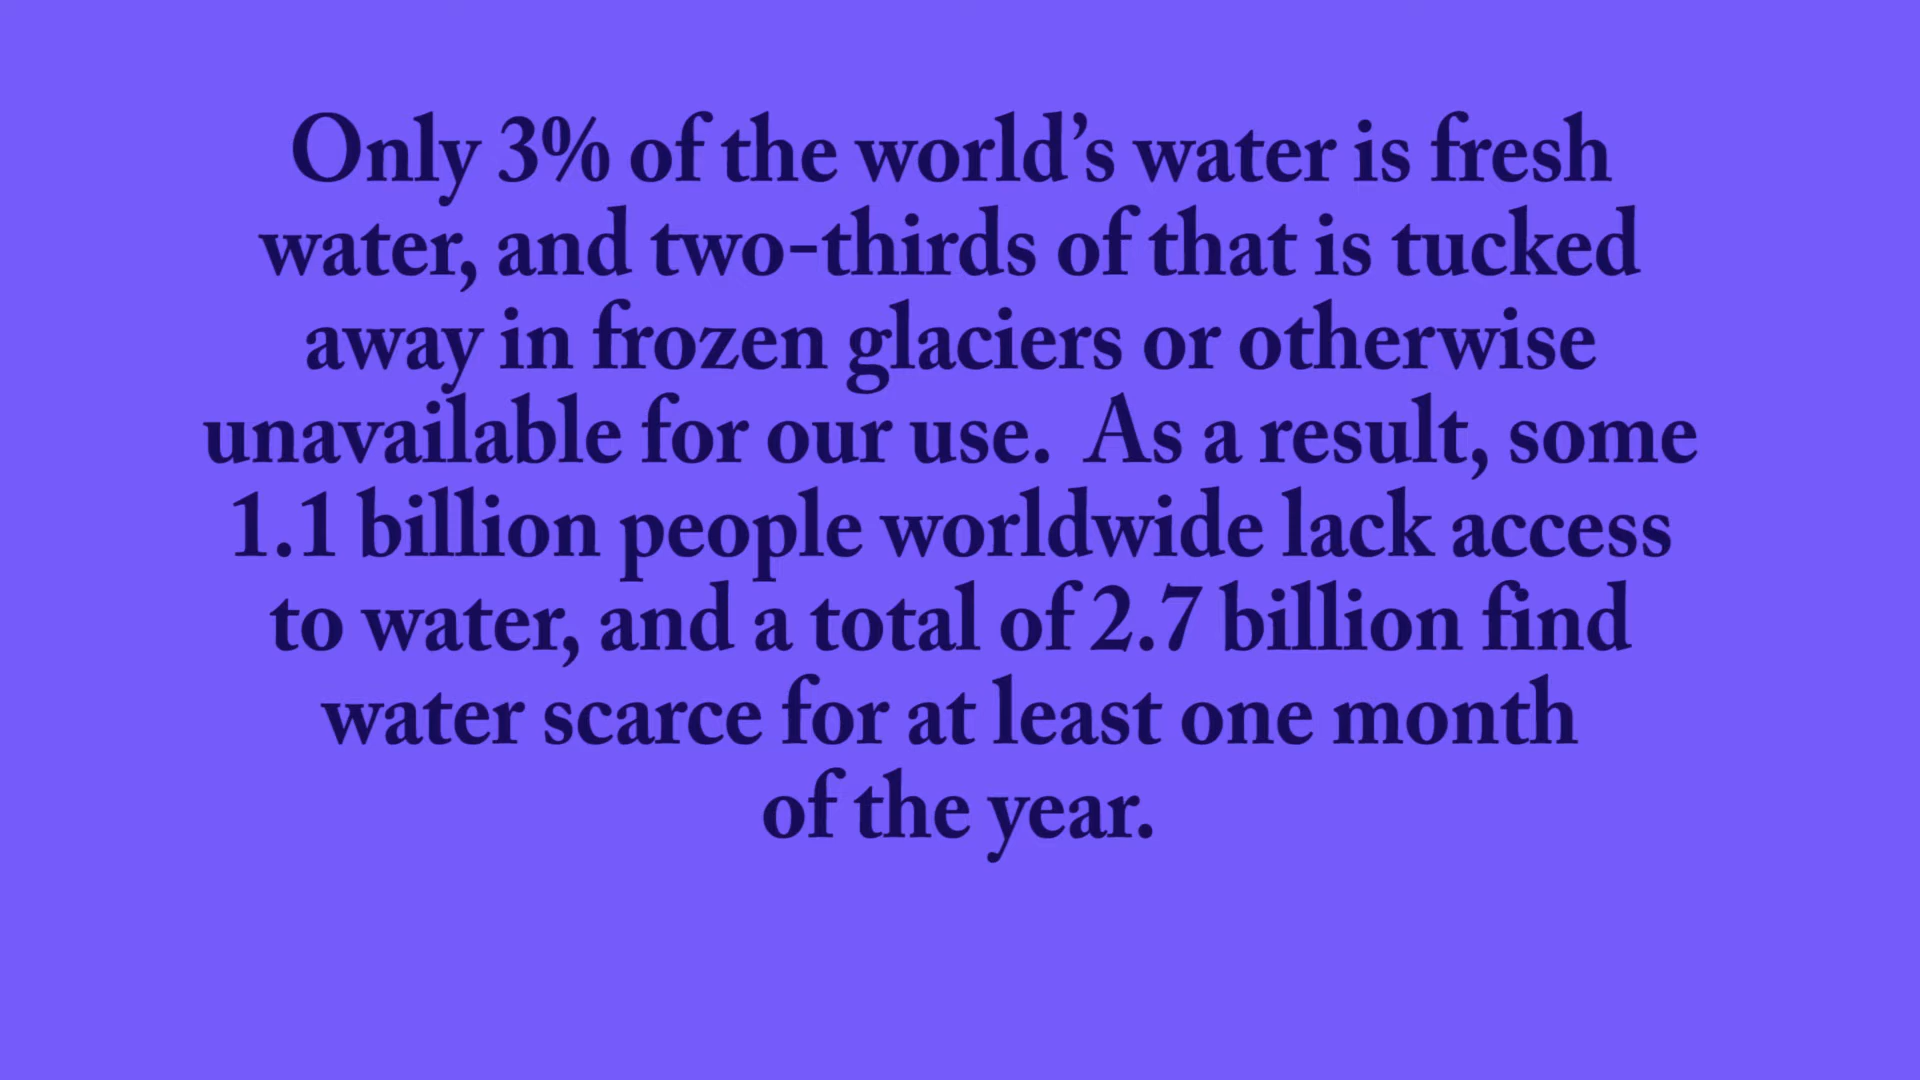 Only 3% of the world’s water is fresh
water, and two-thirds of that is tucked
away in frozen glaciers or otherwise
unavailable for our use.  As a result, some
1.1 billion people worldwide lack access
to water, and a total of 2.7 billion find
water scarce for at least one month
of the year.